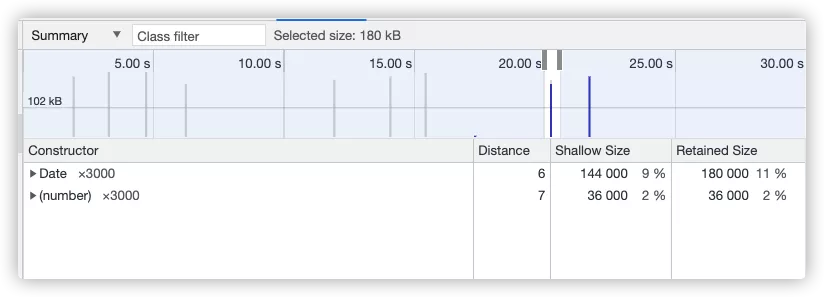 Summary ▼ Class filter Selected size: 180 kB
5.00 s 10.00 s 15.00 s 20.00 s 25.00 s 30.00 s
102 kB
Constructor Distance Shallow Size Retained Size
▶Date ×3000 6 144 000 9 % 180 000 11 %
▶(number) ×3000 7 36 000 2 % 36 000 2 %